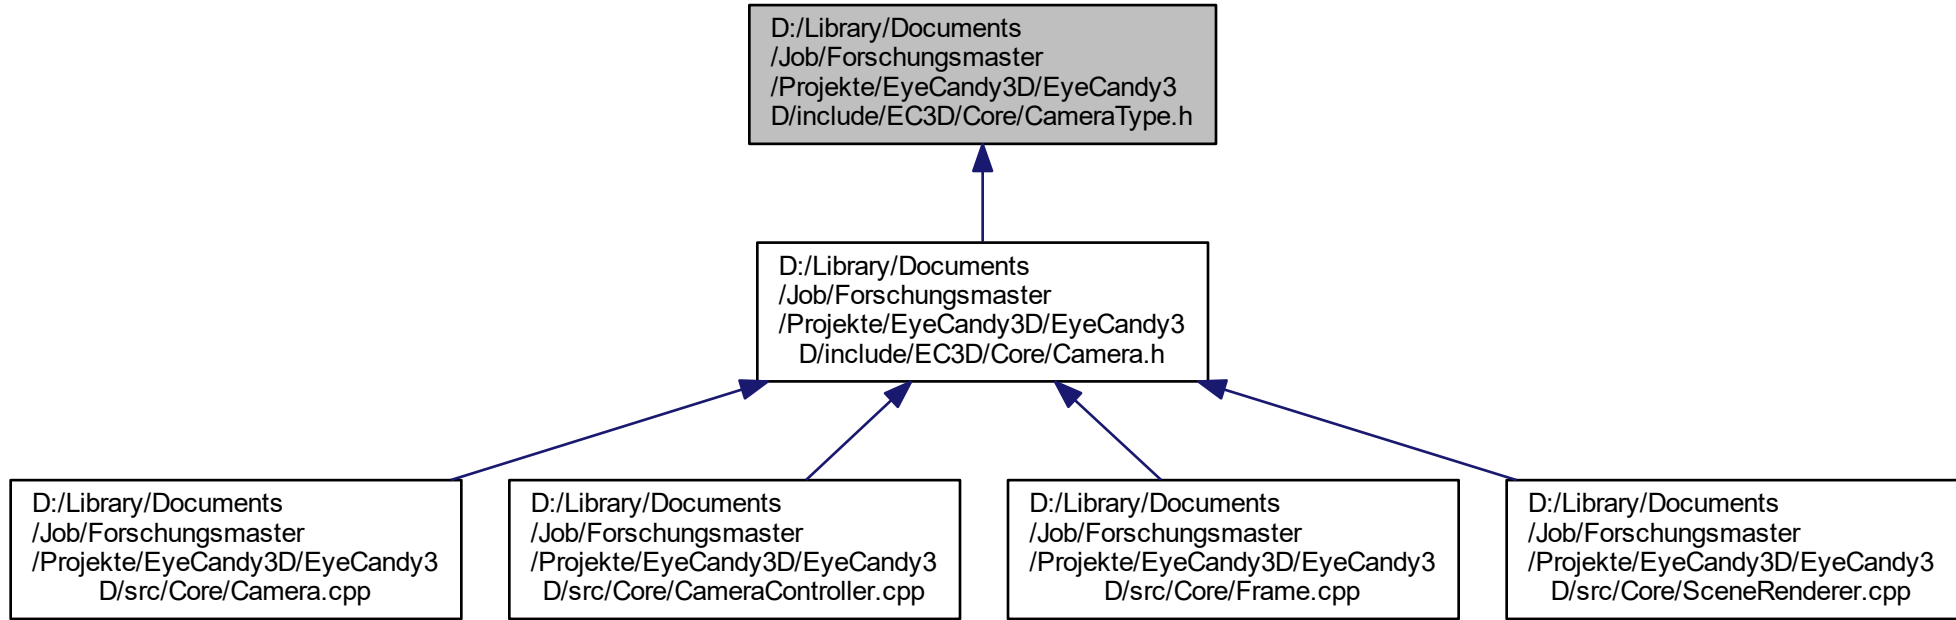 D:/Library/Documents
/Job/Forschungsmaster
/Projekte/EyeCandy3D/EyeCandy3
D/include/EC3D/Core/CameraType.h
D:/Library/Documents
/Job/Forschungsmaster
/Projekte/EyeCandy3D/EyeCandy3
D/include/EC3D/Core/Camera.h
D:/Library/Documents
/Job/Forschungsmaster
/Projekte/EyeCandy3D/EyeCandy3
D/src/Core/Camera.cpp
D:/Library/Documents
/Job/Forschungsmaster
/Projekte/EyeCandy3D/EyeCandy3
D/src/Core/CameraController.cpp
D:/Library/Documents
/Job/Forschungsmaster
/Projekte/EyeCandy3D/EyeCandy3
D/src/Core/Frame.cpp
D:/Library/Documents
/Job/Forschungsmaster
/Projekte/EyeCandy3D/EyeCandy3
D/src/Core/SceneRenderer.cpp